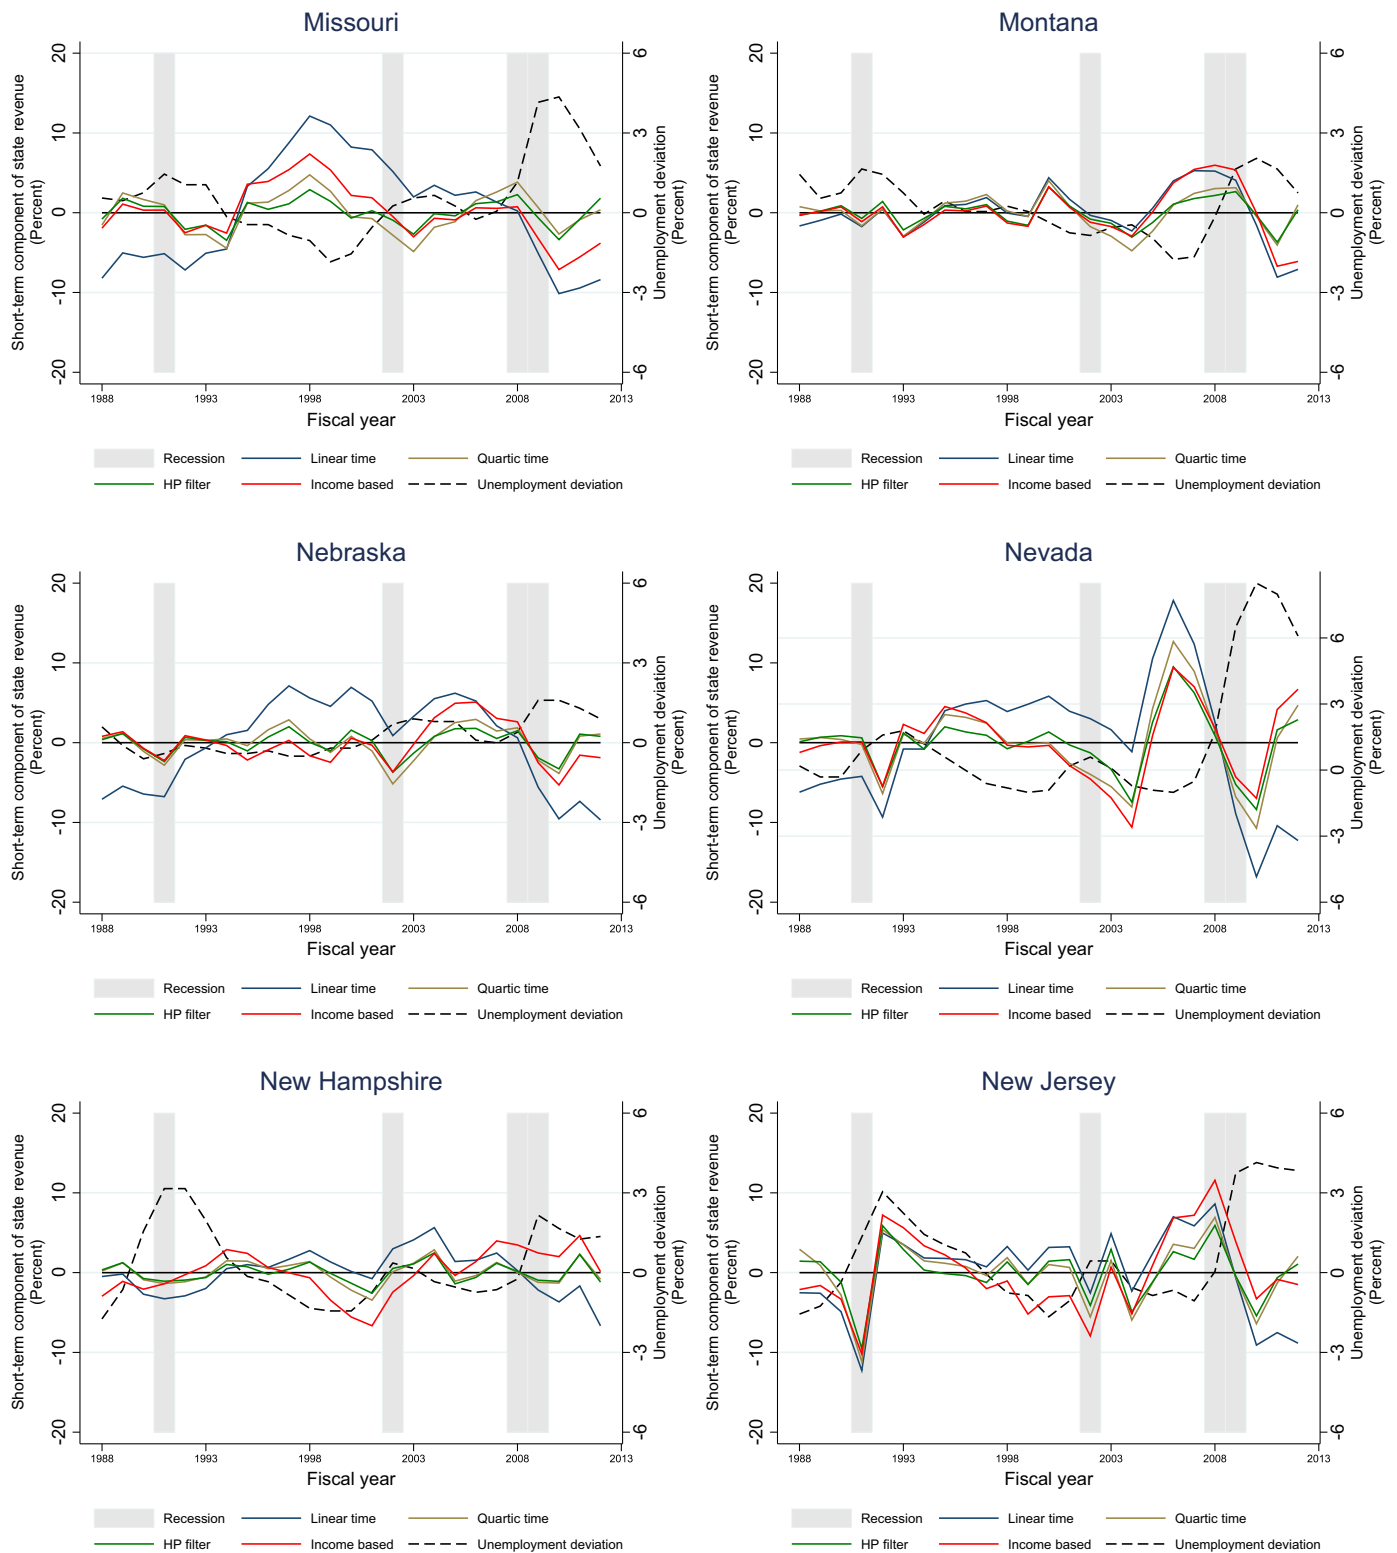 Missouri
20
10
0
-10
-20
Short-term component of state revenue
(Percent)
6
3
0
-3
-6
Unemployment deviation
(Percent)
1988
1993
1998
2003
2008
2013
Fiscal year
Recession
Linear time
Quartic time
HP filter
Income based
Unemployment deviation
Montana
20
10
0
-10
-20
Short-term component of state revenue
(Percent)
6
3
0
-3
-6
Unemployment deviation
(Percent)
1988
1993
1998
2003
2008
2013
Fiscal year
Recession
Linear time
Quartic time
HP filter
Income based
Unemployment deviation
Nebraska
20
10
0
-10
-20
Short-term component of state revenue
(Percent)
6
3
0
-3
-6
Unemployment deviation
(Percent)
1988
1993
1998
2003
2008
2013
Fiscal year
Recession
Linear time
Quartic time
HP filter
Income based
Unemployment deviation
Nevada
20
10
0
-10
-20
Short-term component of state revenue
(Percent)
6
3
0
-3
-6
Unemployment deviation
(Percent)
1988
1993
1998
2003
2008
2013
Fiscal year
Recession
Linear time
Quartic time
HP filter
Income based
Unemployment deviation
New Hampshire
20
10
0
-10
-20
Short-term component of state revenue
(Percent)
6
3
0
-3
-6
Unemployment deviation
(Percent)
1988
1993
1998
2003
2008
2013
Fiscal year
Recession
Linear time
Quartic time
HP filter
Income based
Unemployment deviation
New Jersey
20
10
0
-10
-20
Short-term component of state revenue
(Percent)
6
3
0
-3
-6
Unemployment deviation
(Percent)
1988
1993
1998
2003
2008
2013
Fiscal year
Recession
Linear time
Quartic time
HP filter
Income based
Unemployment deviation